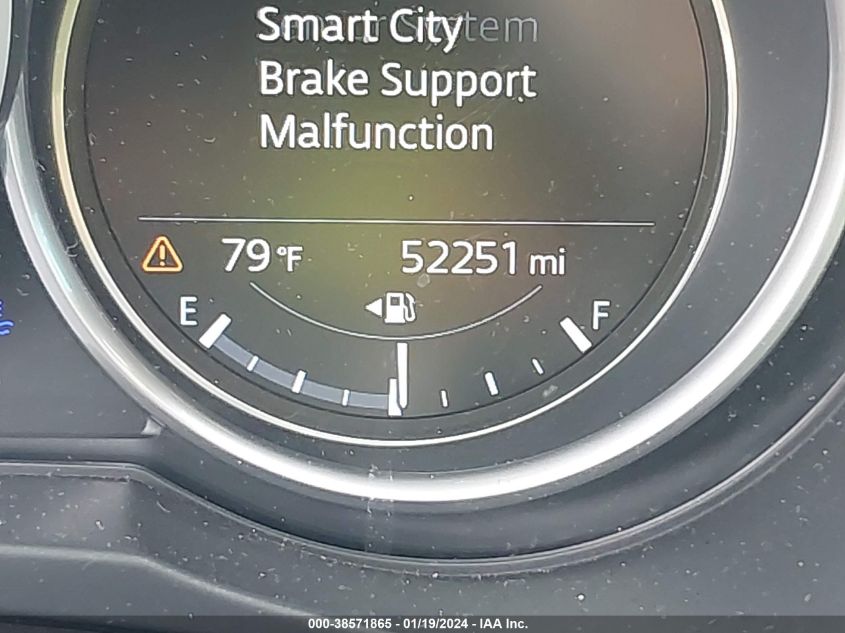 Smart City
Brake Support
Malfunction
79 °F 52251 mi
E F
000-38571865 - 01/19/2024 - IAA Inc.